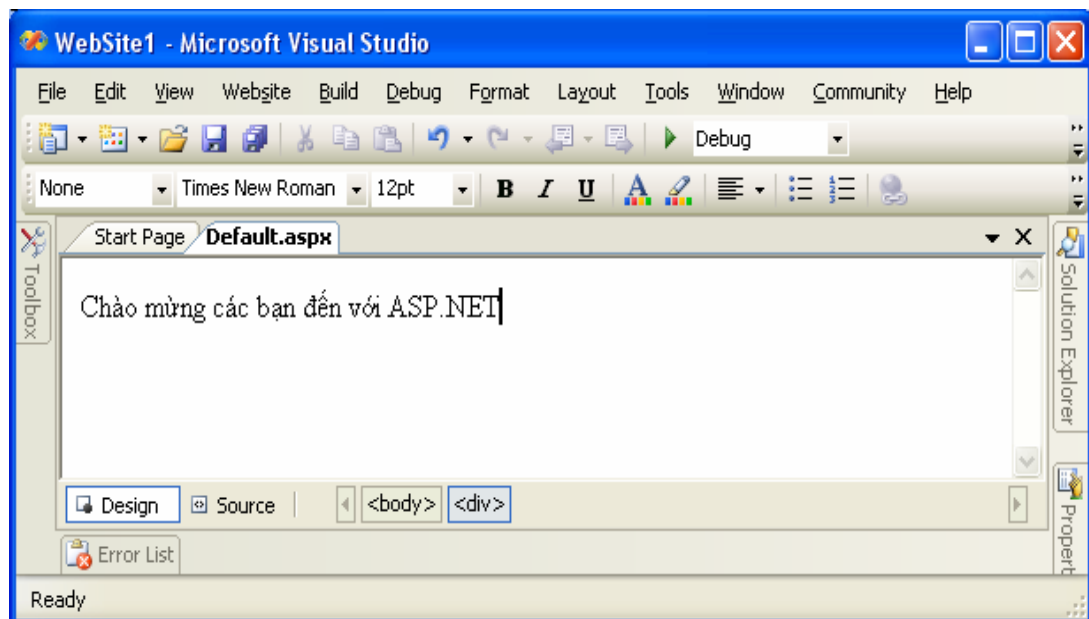 WebSite1 - Microsoft Visual Studio
File Edit View Website Build Debug Format Layout Tools Window Community Help
Debug
None Times New Roman 12pt B I U A
Toolbox
Start Page Default.aspx
Chào mừng các bạn đến với ASP.NET
Solution Explorer
Design Source <body> <div>
Propert
Error List
Ready